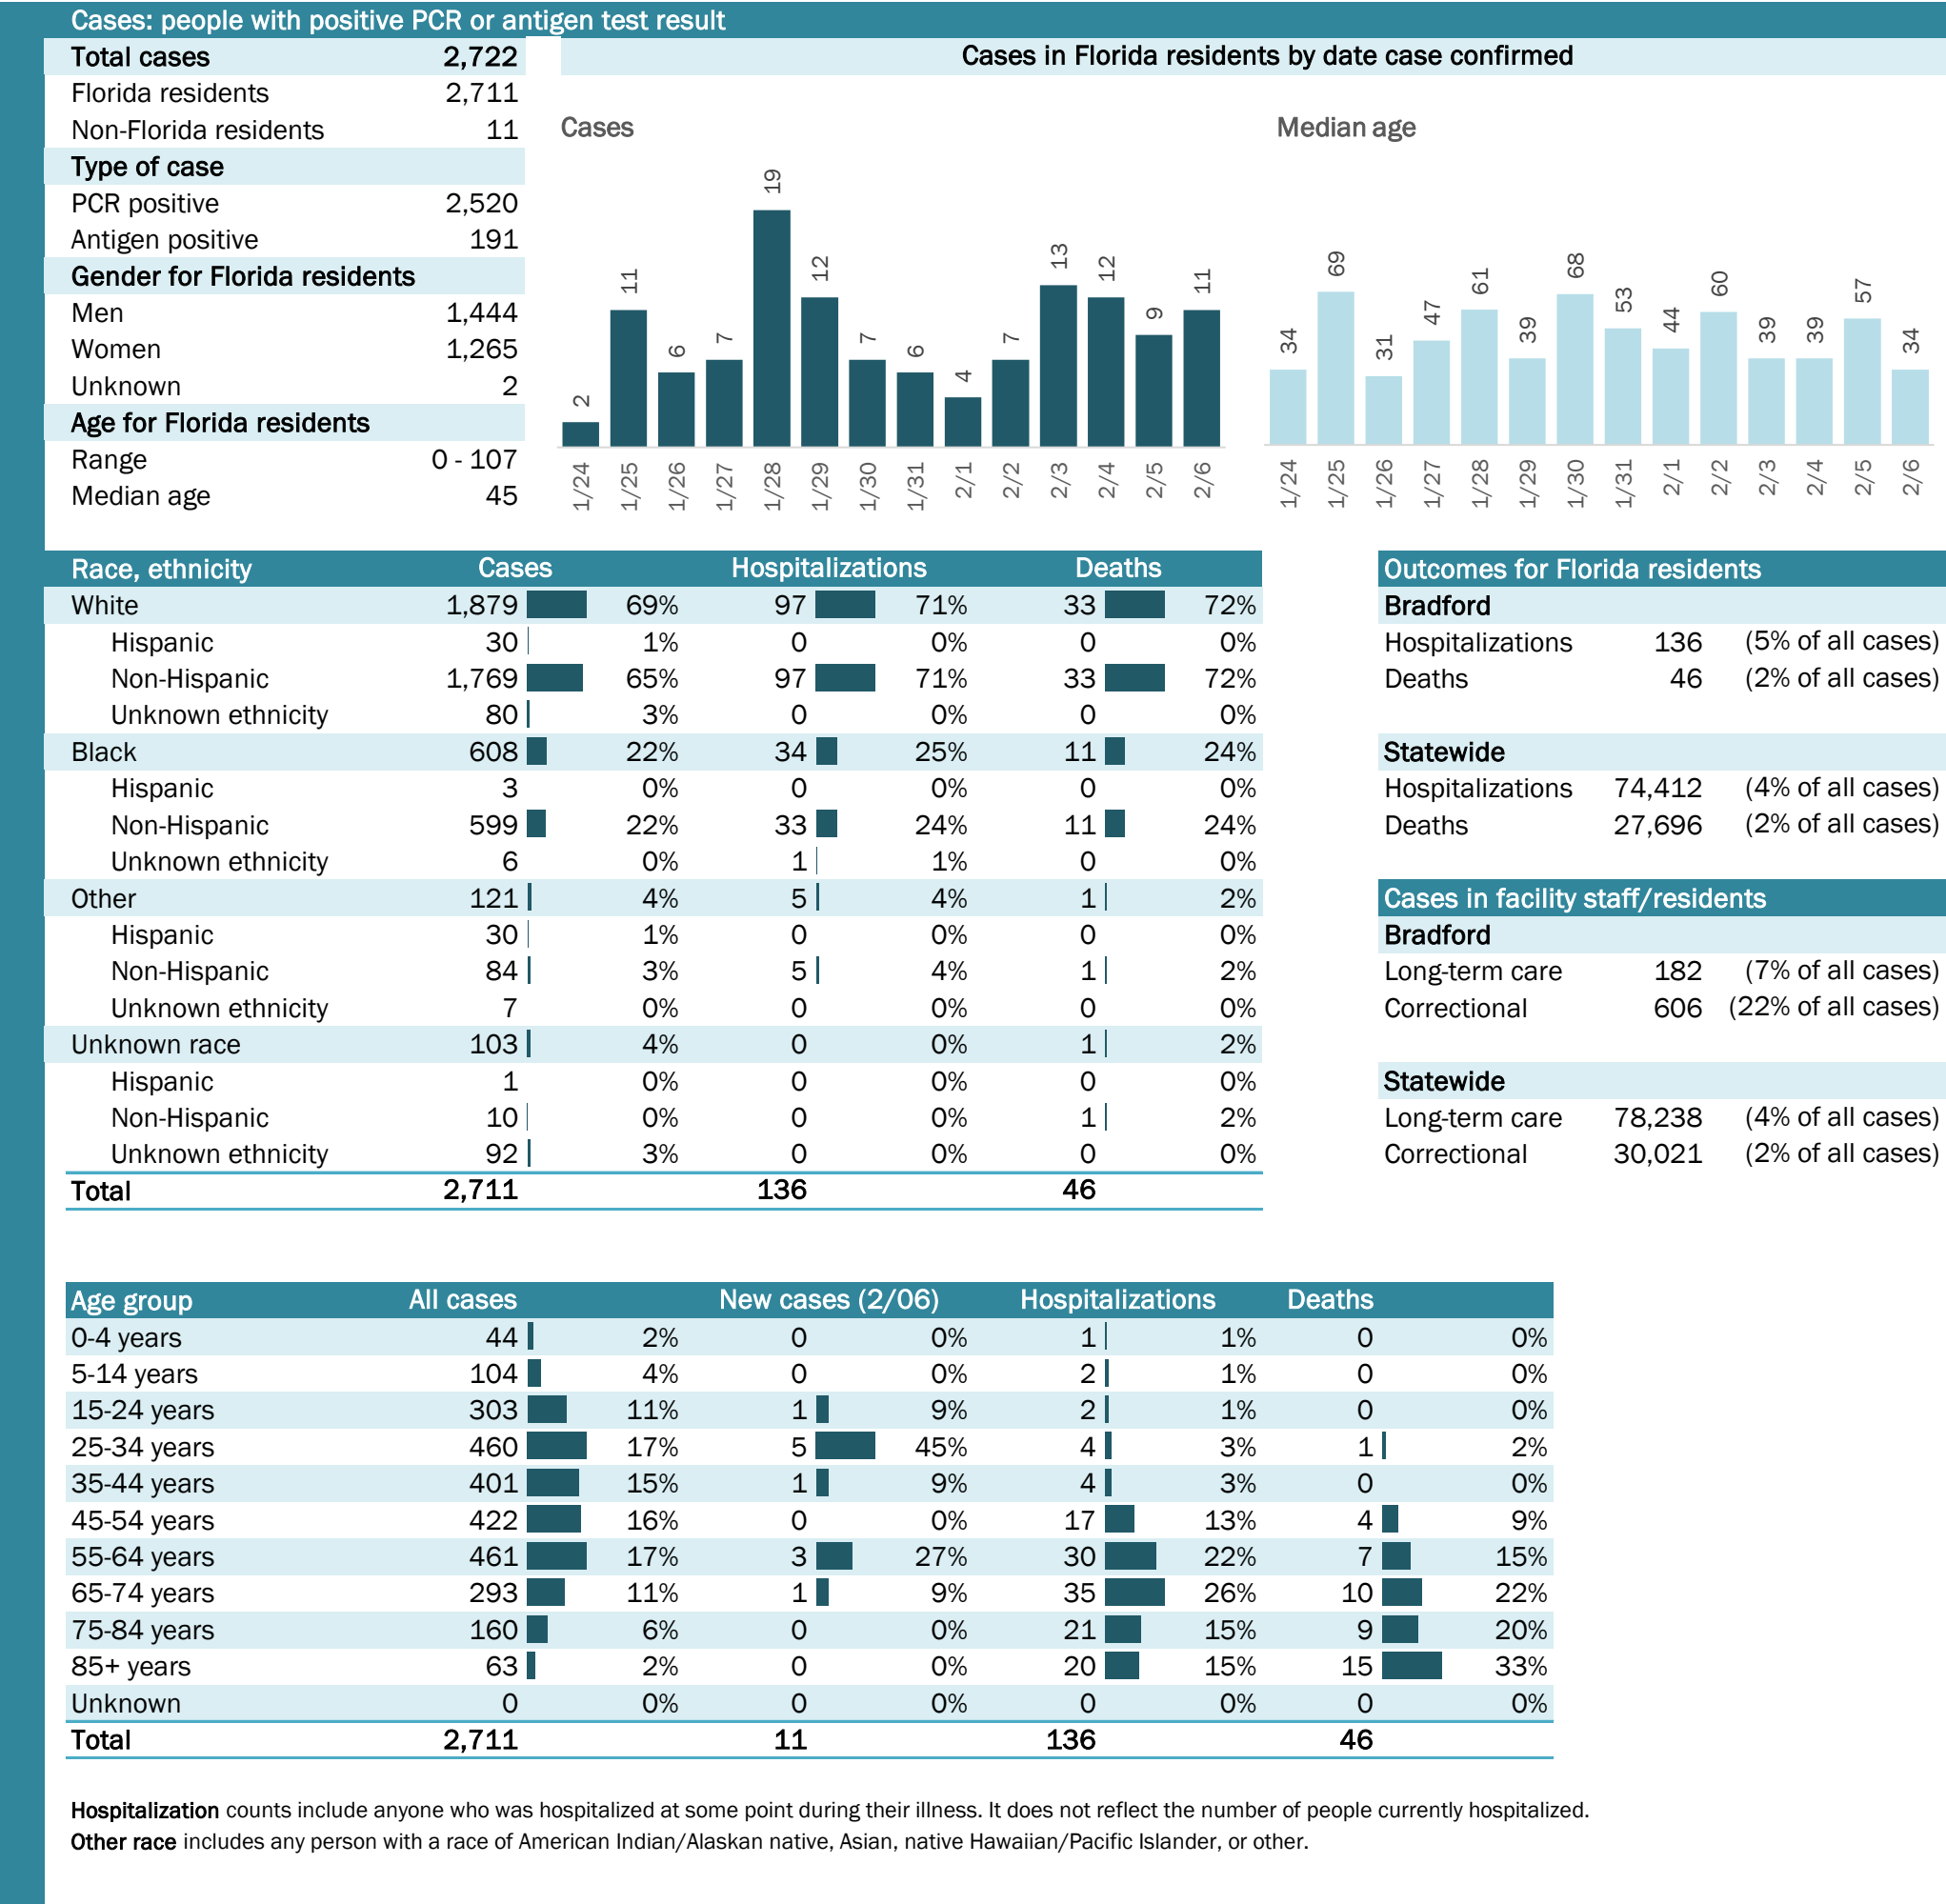 Cases: people with positive PCR or antigen test result
Total cases 2,722
Florida residents 2,711
Non-Florida residents 11
Type of case
PCR positive 2,520
Antigen positive 191
Gender for Florida residents
Men 1,444
Women 1,265
Unknown 2
Age for Florida residents
Range 0 - 107
Median age 45
Cases in Florida residents by date case confirmed
Cases
2 11 6 7 19 12 7 6 4 7 13 12 9 11
1/24 1/25 1/26 1/27 1/28 1/29 1/30 1/31 2/1 2/2 2/3 2/4 2/5 2/6
Median age
34 69 31 47 61 39 68 53 44 60 39 39 57 34
1/24 1/25 1/26 1/27 1/28 1/29 1/30 1/31 2/1 2/2 2/3 2/4 2/5 2/6
Race, ethnicity Cases Hospitalizations Deaths
White 1,879 69% 97 71% 33 72%
Hispanic 30 1% 0 0% 0 0%
Non-Hispanic 1,769 65% 97 71% 33 72%
Unknown ethnicity 80 3% 0 0% 0 0%
Black 608 22% 34 25% 11 24%
Hispanic 3 0% 0 0% 0 0%
Non-Hispanic 599 22% 33 24% 11 24%
Unknown ethnicity 6 0% 1 1% 0 0%
Other 121 4% 5 4% 1 2%
Hispanic 30 1% 0 0% 0 0%
Non-Hispanic 84 3% 5 4% 1 2%
Unknown ethnicity 7 0% 0 0% 0 0%
Unknown race 103 4% 0 0% 1 2%
Hispanic 1 0% 0 0% 0 0%
Non-Hispanic 10 0% 0 0% 1 2%
Unknown ethnicity 92 3% 0 0% 0 0%
Total 2,711 136 46
Outcomes for Florida residents
Bradford
Hospitalizations 136 (5% of all cases)
Deaths 46 (2% of all cases)
Statewide
Hospitalizations 74,412 (4% of all cases)
Deaths 27,696 (2% of all cases)
Cases in facility staff/residents
Bradford
Long-term care 182 (7% of all cases)
Correctional 606 (22% of all cases)
Statewide
Long-term care 78,238 (4% of all cases)
Correctional 30,021 (2% of all cases)
Age group All cases New cases (2/06) Hospitalizations Deaths
0-4 years 44 2% 0 0% 1 1% 0 0%
5-14 years 104 4% 0 0% 2 1% 0 0%
15-24 years 303 11% 1 9% 2 1% 0 0%
25-34 years 460 17% 5 45% 4 3% 1 2%
35-44 years 401 15% 1 9% 4 3% 0 0%
45-54 years 422 16% 0 0% 17 13% 4 9%
55-64 years 461 17% 3 27% 30 22% 7 15%
65-74 years 293 11% 1 9% 35 26% 10 22%
75-84 years 160 6% 0 0% 21 15% 9 20%
85+ years 63 2% 0 0% 20 15% 15 33%
Unknown 0 0% 0 0% 0 0% 0 0%
Total 2,711 11 136 46
Hospitalization counts include anyone who was hospitalized at some point during their illness. It does not reflect the number of people currently hospitalized.
Other race includes any person with a race of American Indian/Alaskan native, Asian, native Hawaiian/Pacific Islander, or other.